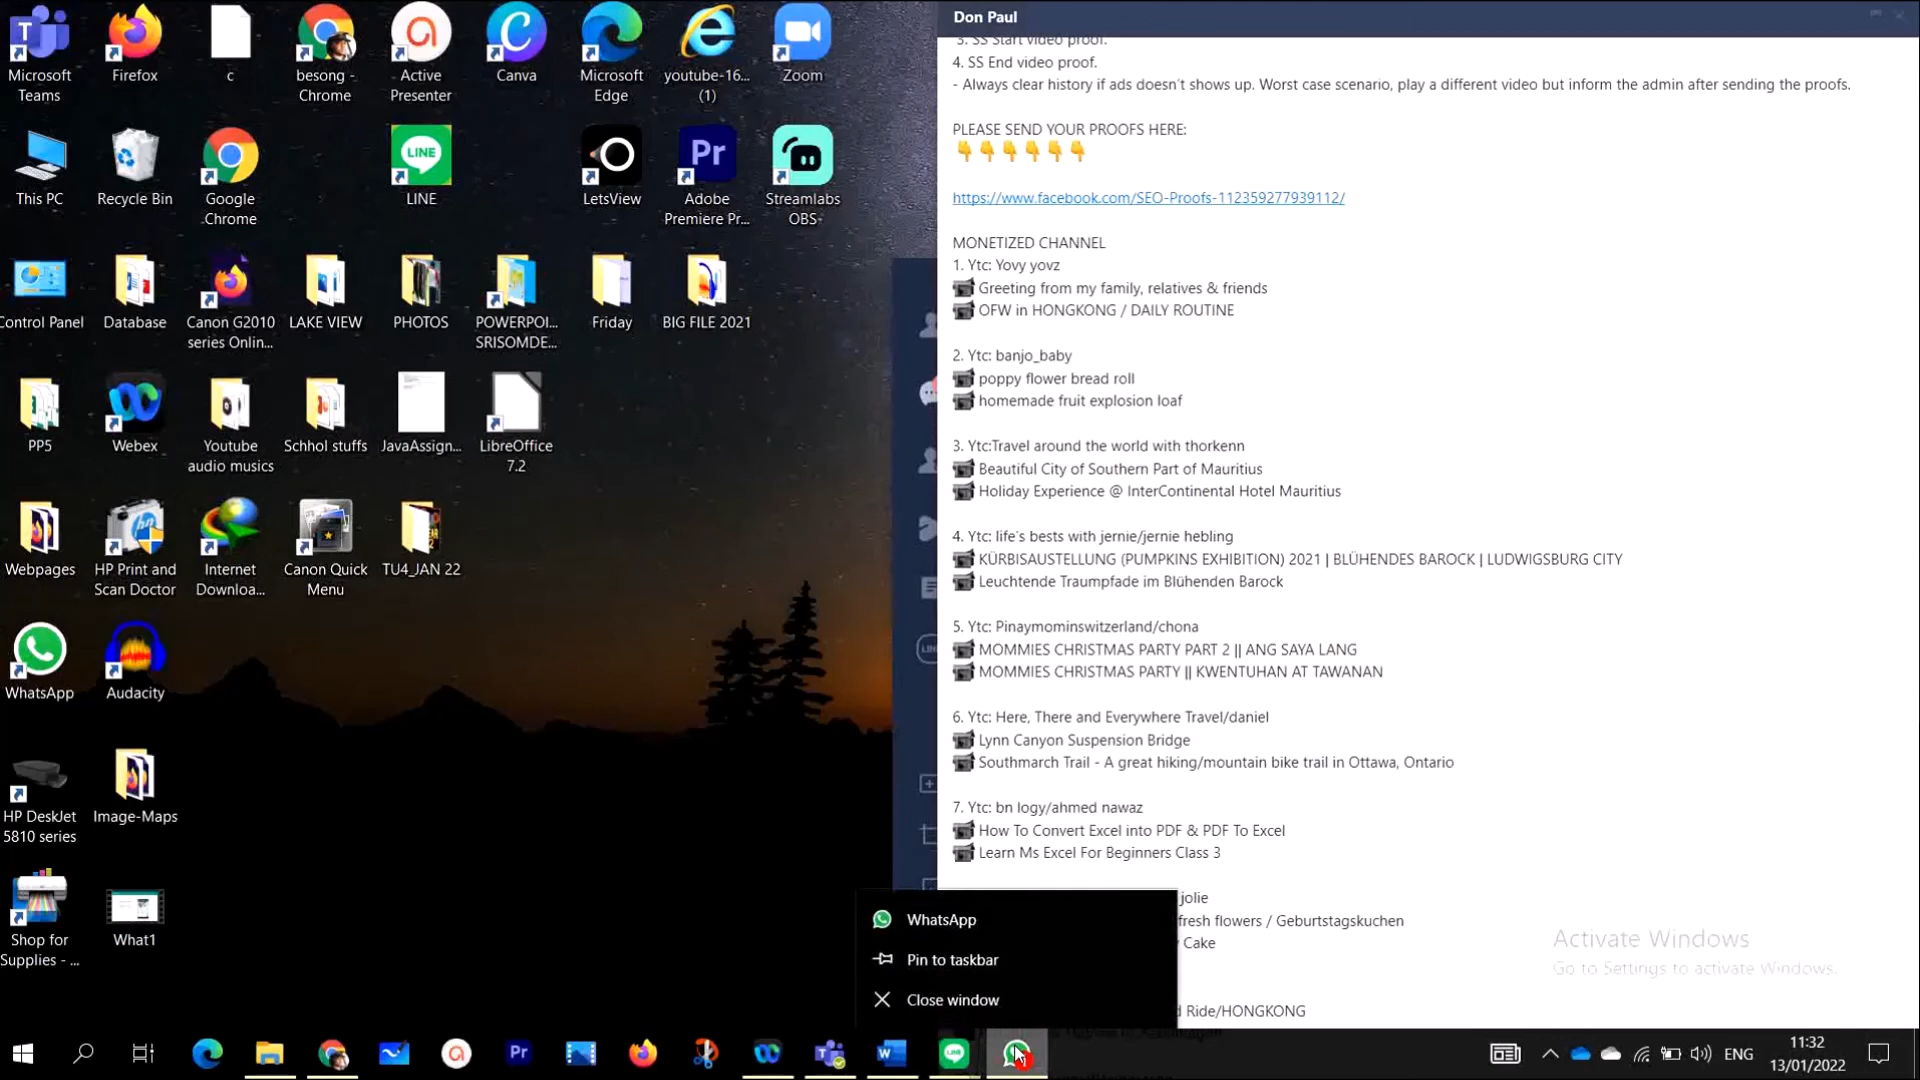 Microsoft
Teams
Firefox
c
besong -
Chrome
Active
Presenter
Canva
Microsoft
Edge
youtube-16...
(1)
Zoom
This PC
Recycle Bin
Google
Chrome
LINE
LINE
LetsView
Pr
Adobe
Premiere Pr...
Streamlabs
OBS-
Control Panel
Database
Canon G2010
series Onlin...
LAKE VIEW
PHOTOS
POWERPOI...
SRISOMDE...
Friday
BIG FILE 2021
PP5
Webex
Youtube
audio musics
Schhol stuffs
JavaAssign...
LibreOffice
7.2
Webpages
HP Print and
Scan Doctor
Internet
Downloa...
Canon Quick
Menu
TU4_JAN 22
WhatsApp
Audacity
HP DeskJet
5810 series
Image-Maps
Shop for
Supplies - ...
What1
Don Paul
3. SS Start video proof.
4. SS End video proof.
- Always clear history if ads doesn't shows up. Worst case scenario, play a different video but inform the admin after sending the proofs.
PLEASE SEND YOUR PROOFS HERE:
👇👇👇👇👇👇
https://www.facebook.com/SEO-Proofs-112359277939112/
MONETIZED CHANNEL
1. Ytc: Yovy yovz
Greeting from my family, relatives & friends
OFW in HONGKONG / DAILY ROUTINE
2. Ytc: banjo_baby
poppy flower bread roll
homemade fruit explosion loaf
3. Ytc:Travel around the world with thorkenn
Beautiful City of Southern Part of Mauritius
Holiday Experience @ InterContinental Hotel Mauritius
4. Ytc: life's bests with jernie/jernie hebling
KÜRBISAUSTELLUNG (PUMPKINS EXHIBITION) 2021 | BLÜHENDES BAROCK | LUDWIGSBURG CITY
Leuchtende Traumpfade im Blühenden Barock
5. Ytc: Pinaymominswitzerland/chona
MOMMIES CHRISTMAS PARTY PART 2 || ANG SAYA LANG
MOMMIES CHRISTMAS PARTY || KWENTUHAN AT TAWANAN
6. Ytc: Here, There and Everywhere Travel/daniel
Lynn Canyon Suspension Bridge
Southmarch Trail - A great hiking/mountain bike trail in Ottawa, Ontario
7. Ytc: bn logy/ahmed nawaz
How To Convert Excel into PDF & PDF To Excel
Learn Ms Excel For Beginners Class 3
jolie
fresh flowers / Geburtstagskuchen
Cake
Ride/HONGKONG
WhatsApp
Pin to taskbar
Close window
Activate Windows
Go to Settings to activate Windows.
Pr
ENG
11:32
13/01/2022